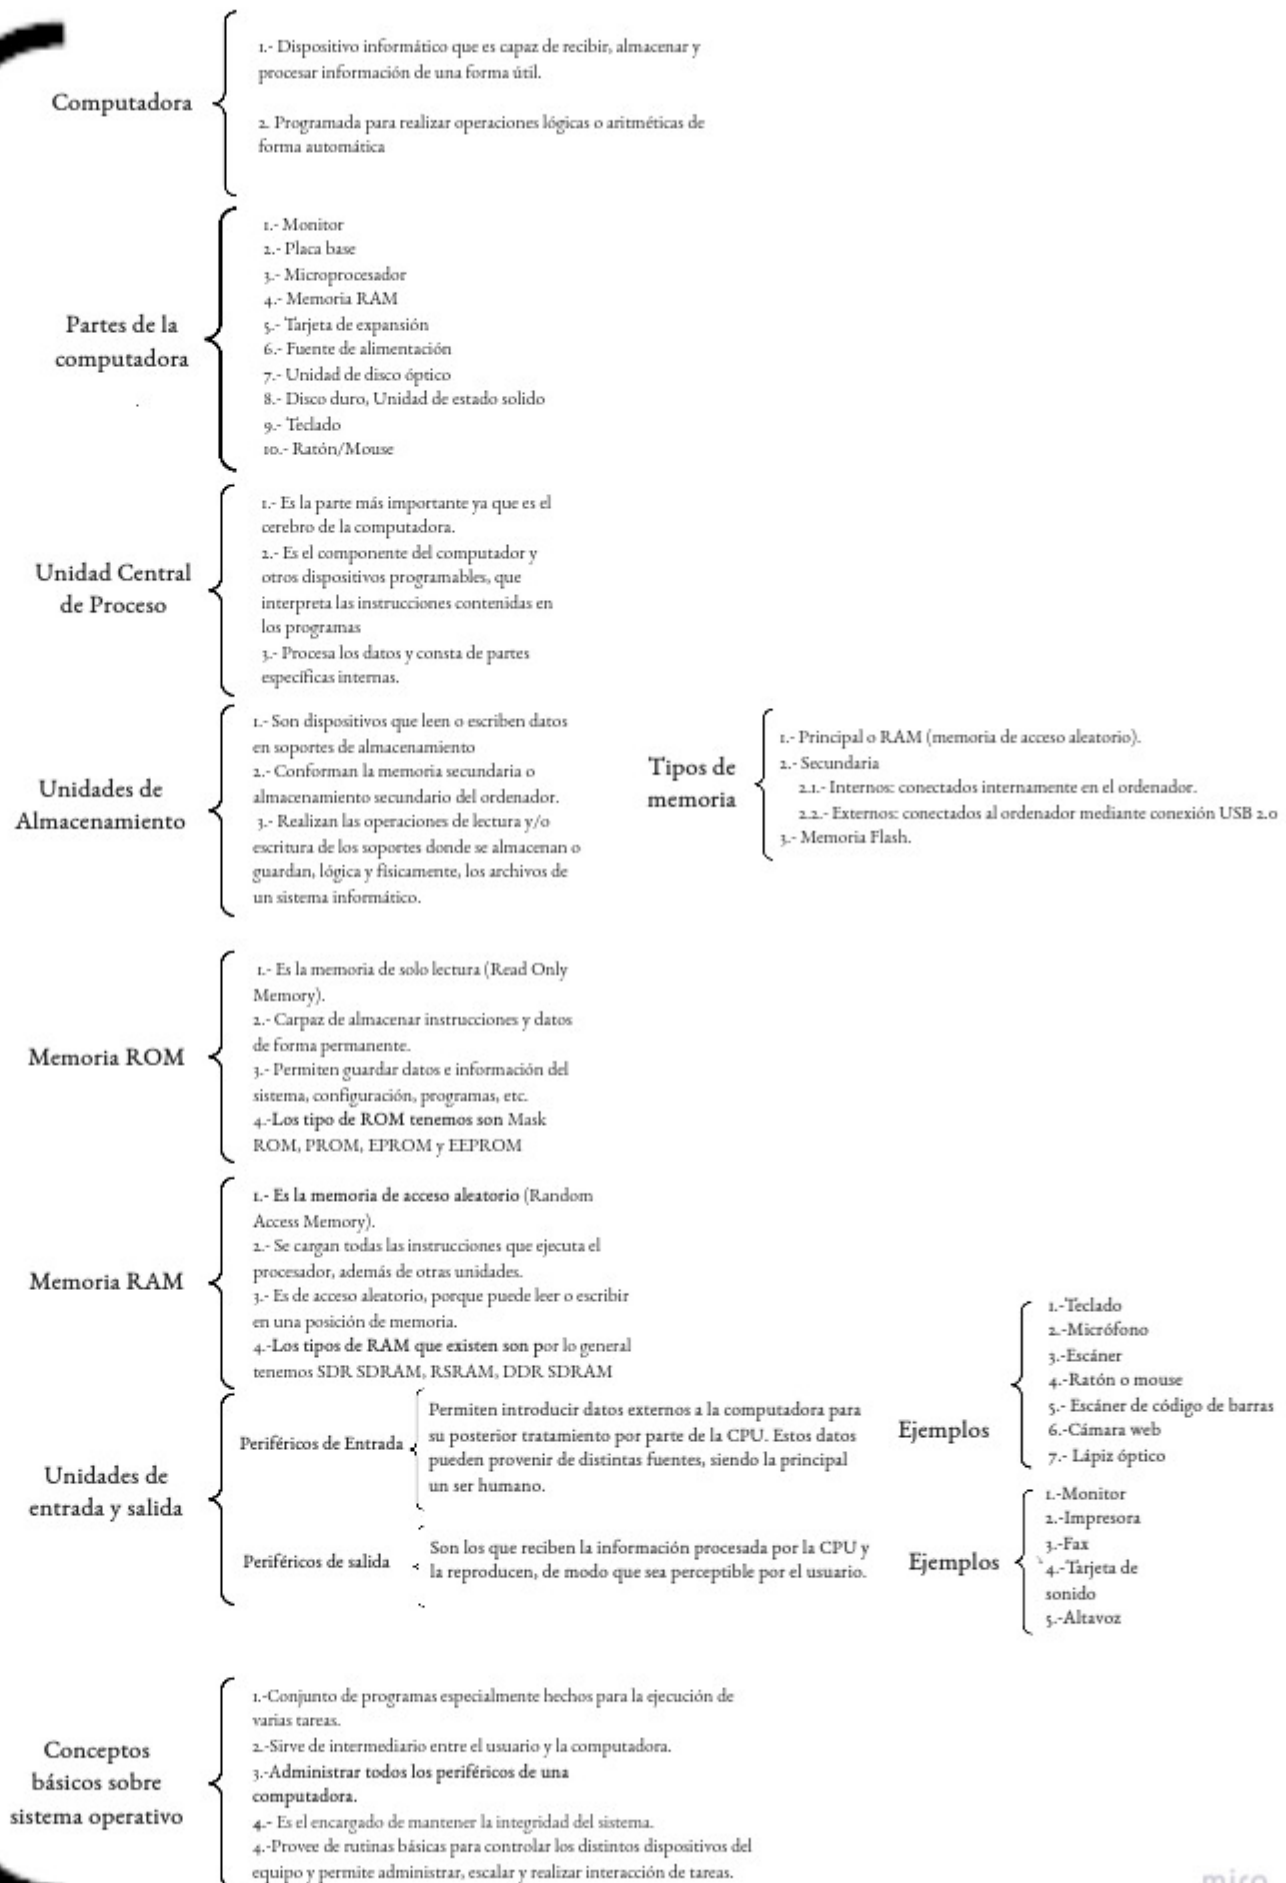 Computadora
1.- Dispositivo informático que es capaz de recibir, almacenar y
procesar información de una forma útil.
2. Programada para realizar operaciones lógicas o aritméticas de
forma automática
Partes de la
computadora
1.- Monitor
2.- Placa base
3.- Microprocesador
4.- Memoria RAM
5.- Tarjeta de expansión
6.- Fuente de alimentación
7.- Unidad de disco óptico
8.- Disco duro, Unidad de estado solido
9.- Teclado
10.- Ratón/Mouse
Unidad Central
de Proceso
1.- Es la parte más importante ya que es el
cerebro de la computadora.
2.- Es el componente del computador y
otros dispositivos programables, que
interpreta las instrucciones contenidas en
los programas
3.- Procesa los datos y consta de partes
específicas internas.
Unidades de
Almacenamiento
1.- Son dispositivos que leen o escriben datos
en soportes de almacenamiento
2.- Conforman la memoria secundaria o
almacenamiento secundario del ordenador.
3.- Realizan las operaciones de lectura y/o
escritura de los soportes donde se almacenan o
guardan, lógica y físicamente, los archivos de
un sistema informático.
Tipos de
memoria
1.- Principal o RAM (memoria de acceso aleatorio).
2.- Secundaria
2.1.- Internos: conectados internamente en el ordenador.
2.2.- Externos: conectados al ordenador mediante conexión USB 2.0
3.- Memoria Flash.
Memoria ROM
1.- Es la memoria de solo lectura (Read Only
Memory).
2.- Carpaz de almacenar instrucciones y datos
de forma permanente.
3.- Permiten guardar datos e información del
sistema, configuración, programas, etc.
4.-Los tipo de ROM tenemos son Mask
ROM, PROM, EPROM y EEPROM
Memoria RAM
1.- Es la memoria de acceso aleatorio (Random
Access Memory).
2.- Se cargan todas las instrucciones que ejecuta el
procesador, además de otras unidades.
3.- Es de acceso aleatorio, porque puede leer o escribir
en una posición de memoria.
4.-Los tipos de RAM que existen son por lo general
tenemos SDR SDRAM, RSRAM, DDR SDRAM
Unidades de
entrada y salida
Periféricos de Entrada
Permiten introducir datos externos a la computadora para
su posterior tratamiento por parte de la CPU. Estos datos
pueden provenir de distintas fuentes, siendo la principal
un ser humano.
Ejemplos
1.-Teclado
2.-Micrófono
3.-Escáner
4.-Ratón o mouse
5.- Escáner de código de barras
6.-Cámara web
7.- Lápiz óptico
Periféricos de salida
Son los que reciben la información procesada por la CPU y
la reproducen, de modo que sea perceptible por el usuario.
Ejemplos
1.-Monitor
2.-Impresora
3.-Fax
4.-Tarjeta de
sonido
5.-Altavoz
Conceptos
básicos sobre
sistema operativo
1.-Conjunto de programas especialmente hechos para la ejecución de
varias tareas.
2.-Sirve de intermediario entre el usuario y la computadora.
3.-Administrar todos los periféricos de una
computadora.
4.- Es el encargado de mantener la integridad del sistema.
4.-Provee de rutinas básicas para controlar los distintos dispositivos del
equipo y permite administrar, escalar y realizar interacción de tareas.
miro